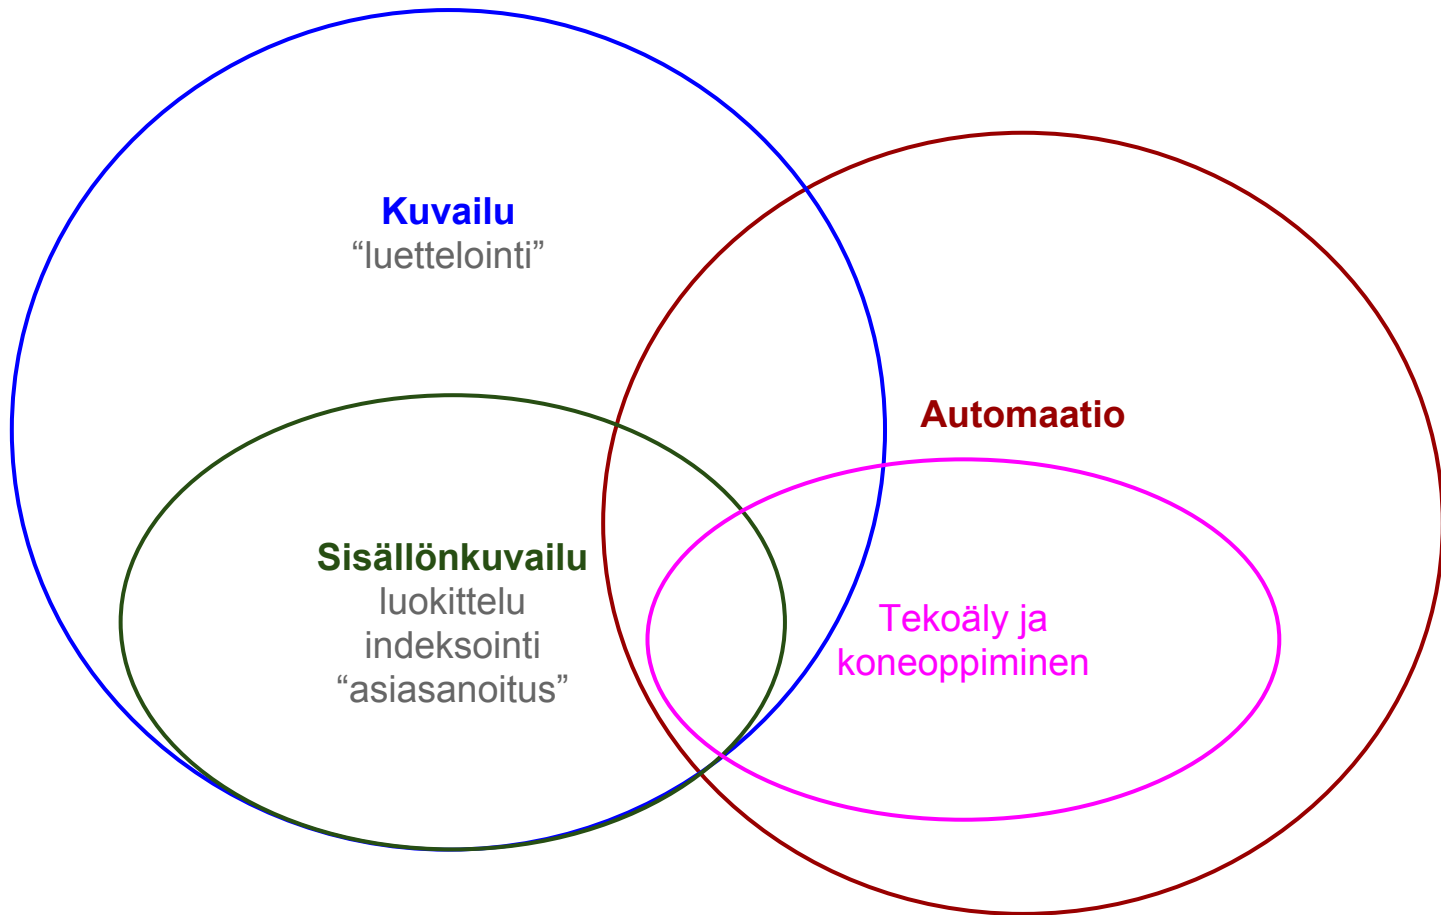 Kuvailu
“luettelointi”
Automaatio
Sisällönkuvailu
luokittelu
indeksointi
“asiasanoitus”
Tekoäly ja
koneoppiminen